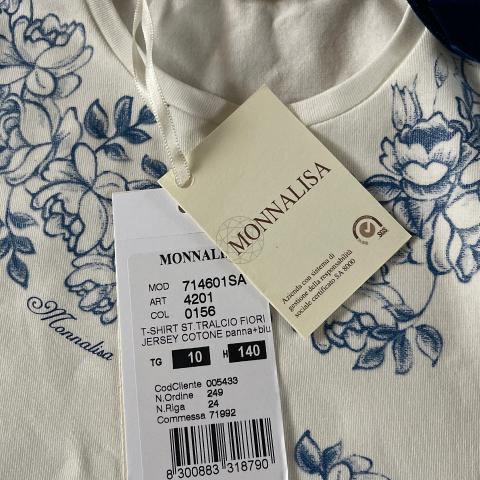 MONNALISA
Azienda con sistema di
gestione della responsabilità
sociale certificato SA 8000
SGS
MONNALI
MOD 714601SA
ART 4201
COL 0156
T-SHIRT ST.TRALCIO FIORI
JERSEY COTONE panna+blu
TG 10 H 140
CodCliente 005433
N.Ordine 249
N.Riga 24
Commessa 71992
8 300883 318790
Monnalisa